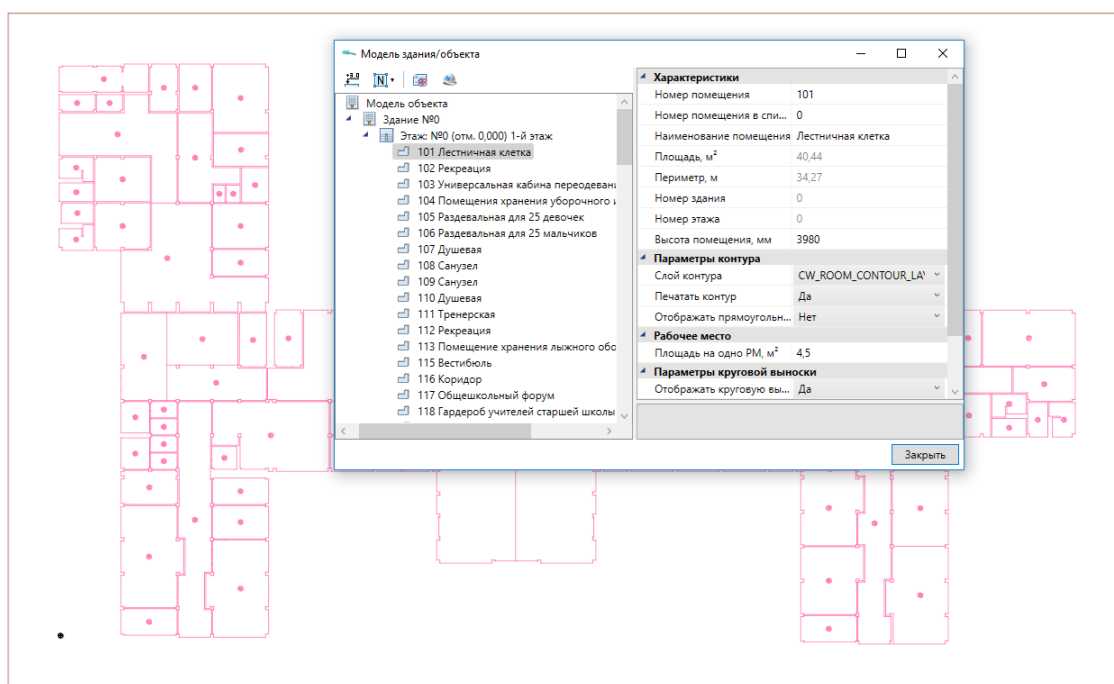 Модель здания/объекта
Модель объекта
Здание №0
Этаж: №0 (отм. 0,000) 1-й этаж
101 Лестничная клетка
102 Рекреация
103 Универсальная кабина переодевани
104 Помещения хранения уборочного и
105 Раздевальная для 25 девочек
106 Раздевальная для 25 мальчиков
107 Душевая
108 Санузел
109 Санузел
110 Душевая
111 Тренерская
112 Рекреация
113 Помещение хранения лыжного обо
115 Вестибюль
116 Коридор
117 Общешкольный форум
118 Гардероб учителей старшей школы
Характеристики
Номер помещения 101
Номер помещения в спи... 0
Наименование помещения Лестничная клетка
Площадь, м² 40,44
Периметр, м 34,27
Номер здания 0
Номер этажа 0
Высота помещения, мм 3980
Параметры контура
Слой контура CW_ROOM_CONTOUR_LAY
Печатать контур Да
Отображать прямоугольн... Нет
Рабочее место
Площадь на одно РМ, м² 4,5
Параметры круговой выноски
Отображать круговую вы... Да
Закрыть